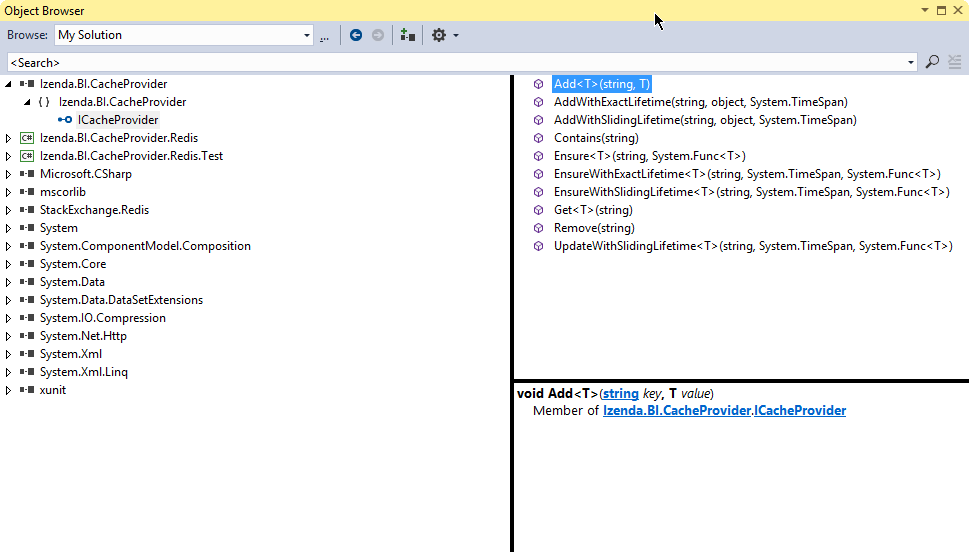 Object Browser
Browse: My Solution ...
<Search>
Izenda.BI.CacheProvider
{ } Izenda.BI.CacheProvider
ICacheProvider
C# Izenda.BI.CacheProvider.Redis
C# Izenda.BI.CacheProvider.Redis.Test
Microsoft.CSharp
mscorlib
StackExchange.Redis
System
System.ComponentModel.Composition
System.Core
System.Data
System.Data.DataSetExtensions
System.IO.Compression
System.Net.Http
System.Xml
System.Xml.Linq
xunit
Add<T>(string, T)
AddWithExactLifetime(string, object, System.TimeSpan)
AddWithSlidingLifetime(string, object, System.TimeSpan)
Contains(string)
Ensure<T>(string, System.Func<T>)
EnsureWithExactLifetime<T>(string, System.TimeSpan, System.Func<T>)
EnsureWithSlidingLifetime<T>(string, System.TimeSpan, System.Func<T>)
Get<T>(string)
Remove(string)
UpdateWithSlidingLifetime<T>(string, System.TimeSpan, System.Func<T>)
void Add<T>(string key, T value)
Member of Izenda.BI.CacheProvider.ICacheProvider